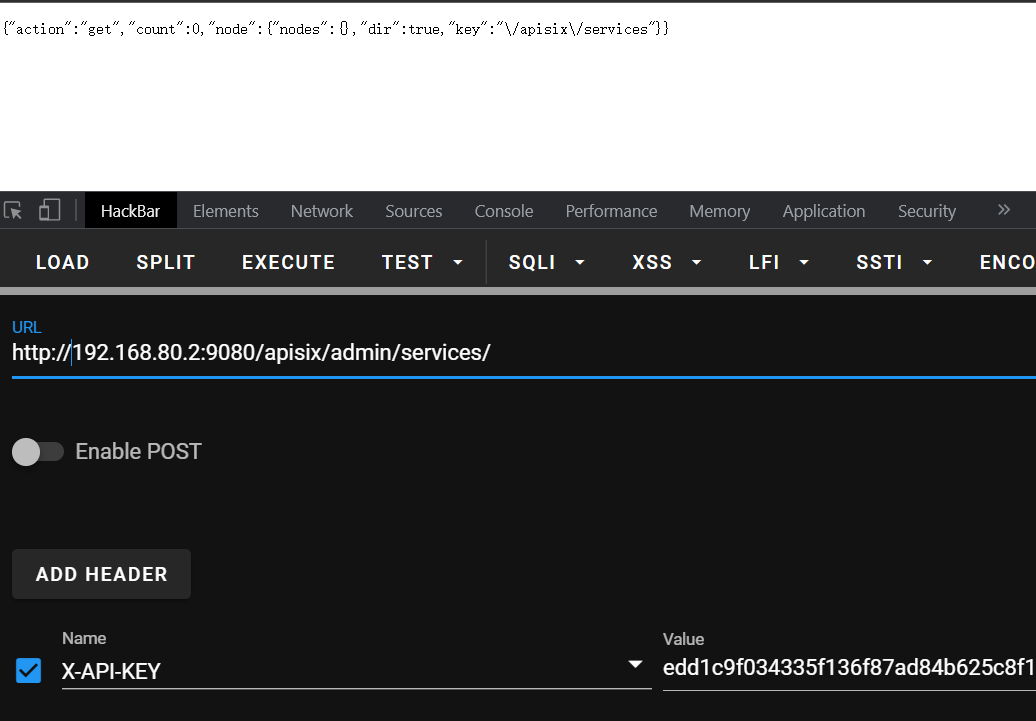 {"action":"get","count":0,"node":{"nodes":{},"dir":true,"key":"\/apisix\/services"}}
HackBar Elements Network Sources Console Performance Memory Application Security »
LOAD SPLIT EXECUTE TEST SQLI XSS LFI SSTI ENCO
URL
http://192.168.80.2:9080/apisix/admin/services/
Enable POST
ADD HEADER
Name Value
X-API-KEY edd1c9f034335f136f87ad84b625c8f1